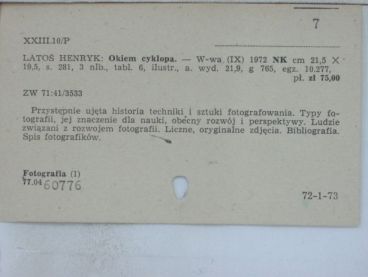 7
XXIII.10/P
LATOŚ HENRYK: Okiem cyklopa. — W-wa (IX) 1972 NK cm 21,5 ×
19,5, s. 281, 3 nlb., tabl. 6, ilustr., a. wyd. 21,9, g 765, egz. 10.277,
pł. zł 75,00
ZW 71:41/3533
Przystępnie ujęta historia techniki i sztuki fotografowania. Typy fo-
tografii, jej znaczenie dla nauki, obecny rozwój i perspektywy. Ludzie
związani z rozwojem fotografii. Liczne, oryginalne zdjęcia. Bibliografia.
Spis fotografików.
Fotografia (1)
77.04 60776
72-1-73